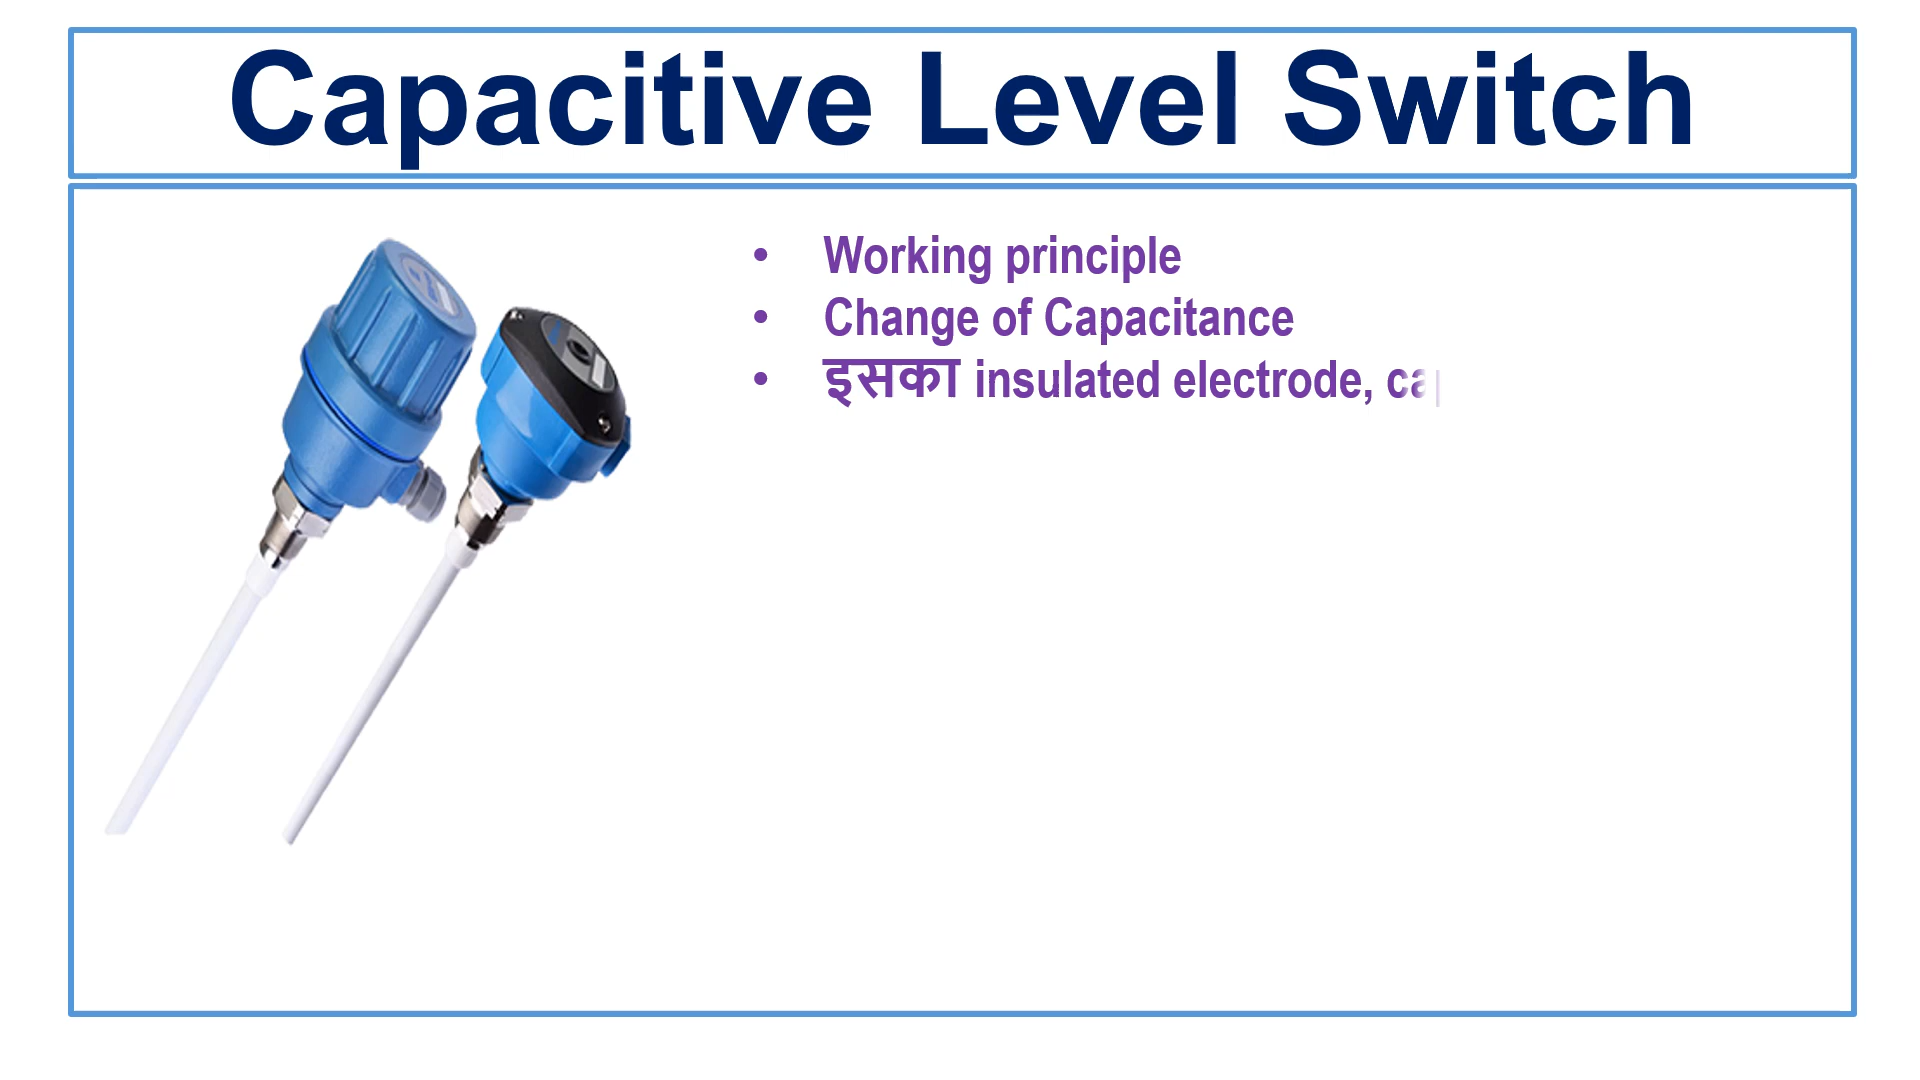 Capacitive Level Switch
• Working principle
• Change of Capacitance
• इसका insulated electrode,